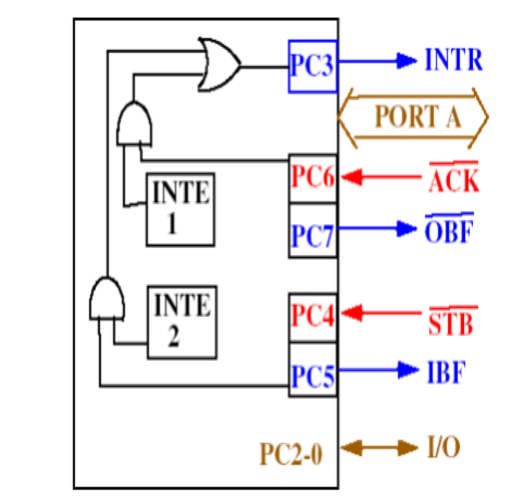 PC3 INTR
PORT A
PC6 ACK
INTE
1
PC7 OBF
INTE
2
PC4 STB
PC5 IBF
PC2-0 I/O